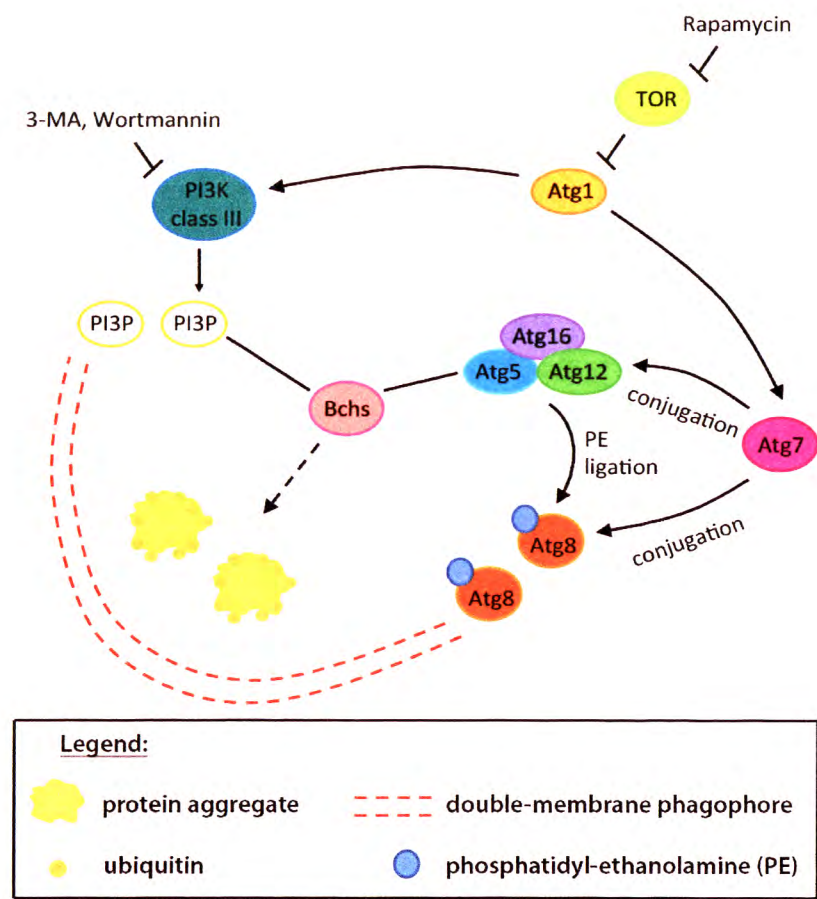 Rapamycin
TOR
3-MA, Wortmannin
PI3K
class III
Atg1
PI3P
PI3P
Atg16
Atg5
Atg12
Bchs
conjugation
Atg7
PE
ligation
Atg8
conjugation
Atg8
Legend:
protein aggregate
double-membrane phagophore
ubiquitin
phosphatidyl-ethanolamine (PE)